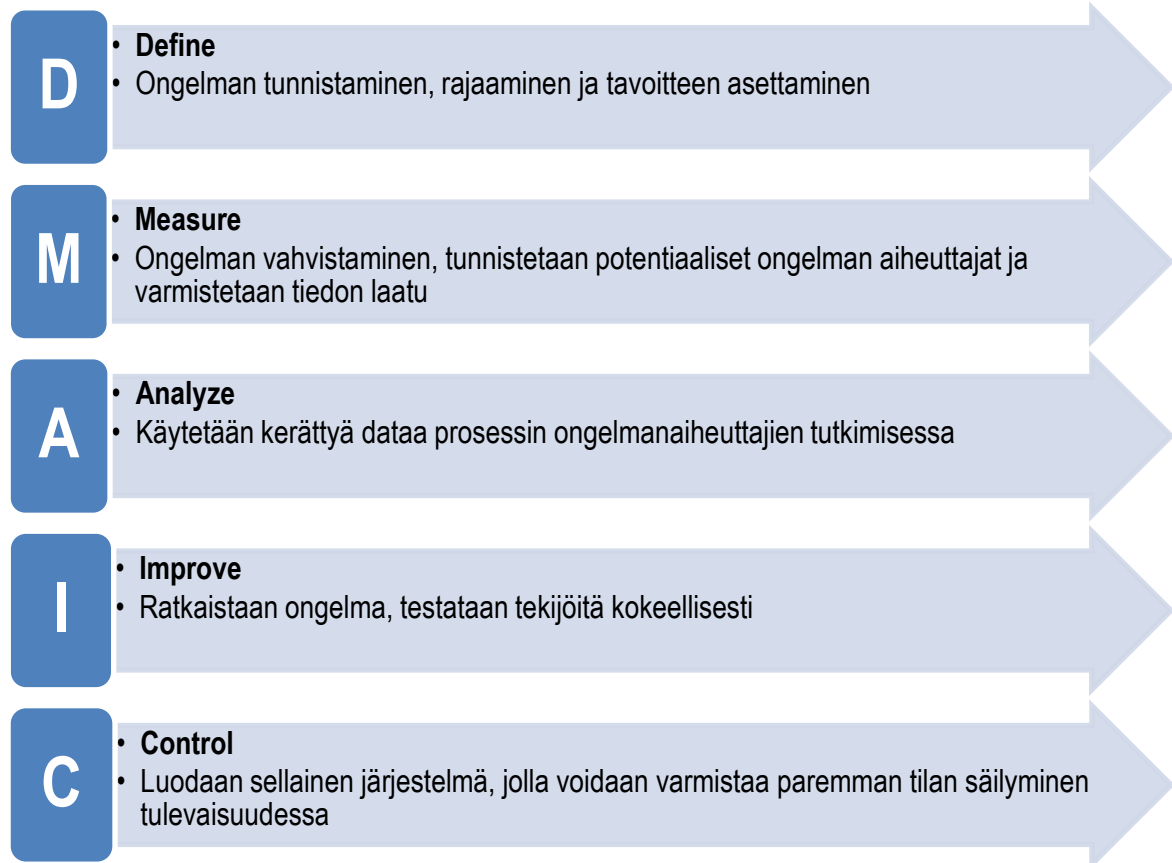 D
• Define
• Ongelman tunnistaminen, rajaaminen ja tavoitteen asettaminen
M
• Measure
• Ongelman vahvistaminen, tunnistetaan potentiaaliset ongelman aiheuttajat ja
varmistetaan tiedon laatu
A
• Analyze
• Käytetään kerättyä dataa prosessin ongelmanaiheuttajien tutkimisessa
I
• Improve
• Ratkaistaan ongelma, testataan tekijöitä kokeellisesti
C
• Control
• Luodaan sellainen järjestelmä, jolla voidaan varmistaa paremman tilan säilyminen
tulevaisuudessa